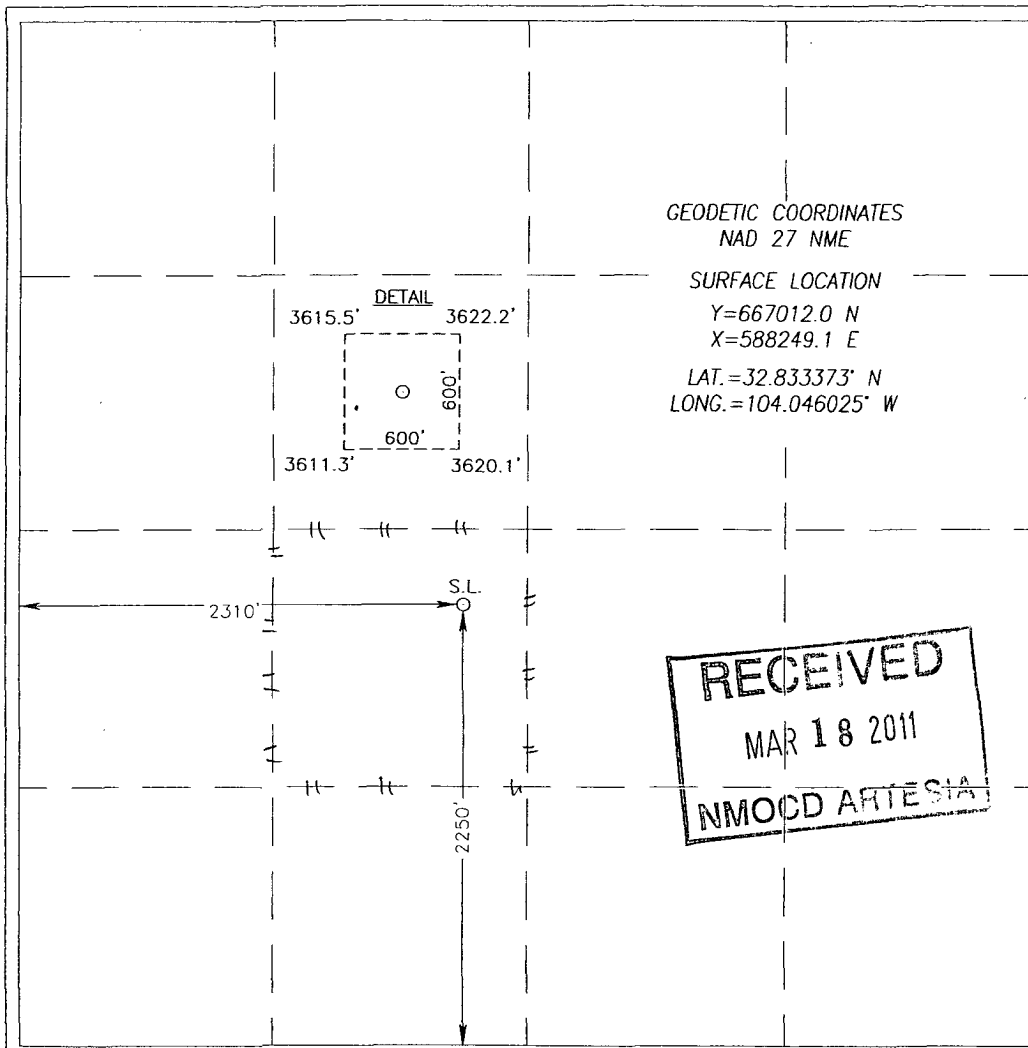 GEODETIC COORDINATES
NAD 27 NME
SURFACE LOCATION
Y=667012.0 N
X=588249.1 E
LAT.=32.833373° N
LONG.=104.046025° W
DETAIL
3615.5' 3622.2'
600'
600'
3611.3' 3620.1'
S.L.
2310'
2250'
RECEIVED
MAR 18 2011
NMOCD ARTESIA